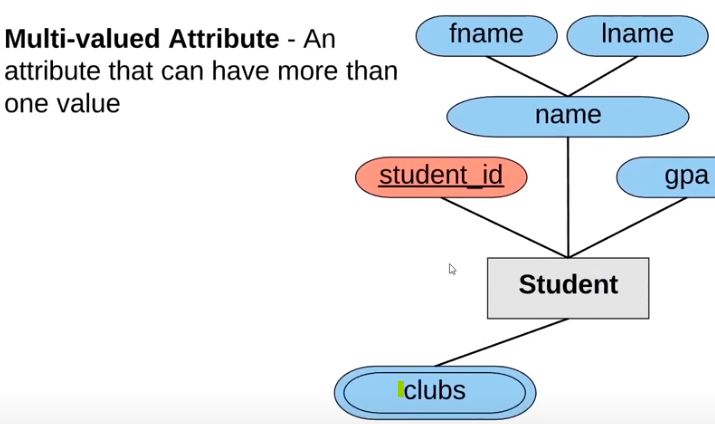 Multi-valued Attribute - An
attribute that can have more than
one value
fname
lname
name
student_id
gpa
Student
clubs